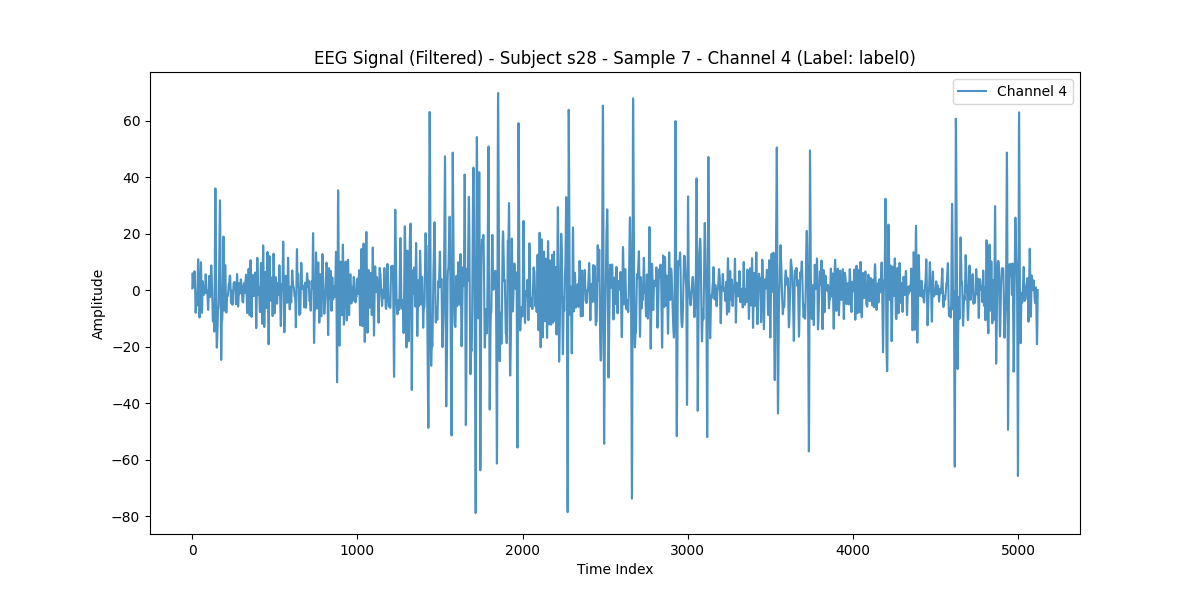 EEG Signal (Filtered) - Subject s28 - Sample 7 - Channel 4 (Label: label0)
Channel 4
60
40
20
0
−20
−40
−60
−80
Amplitude
0 1000 2000 3000 4000 5000
Time Index